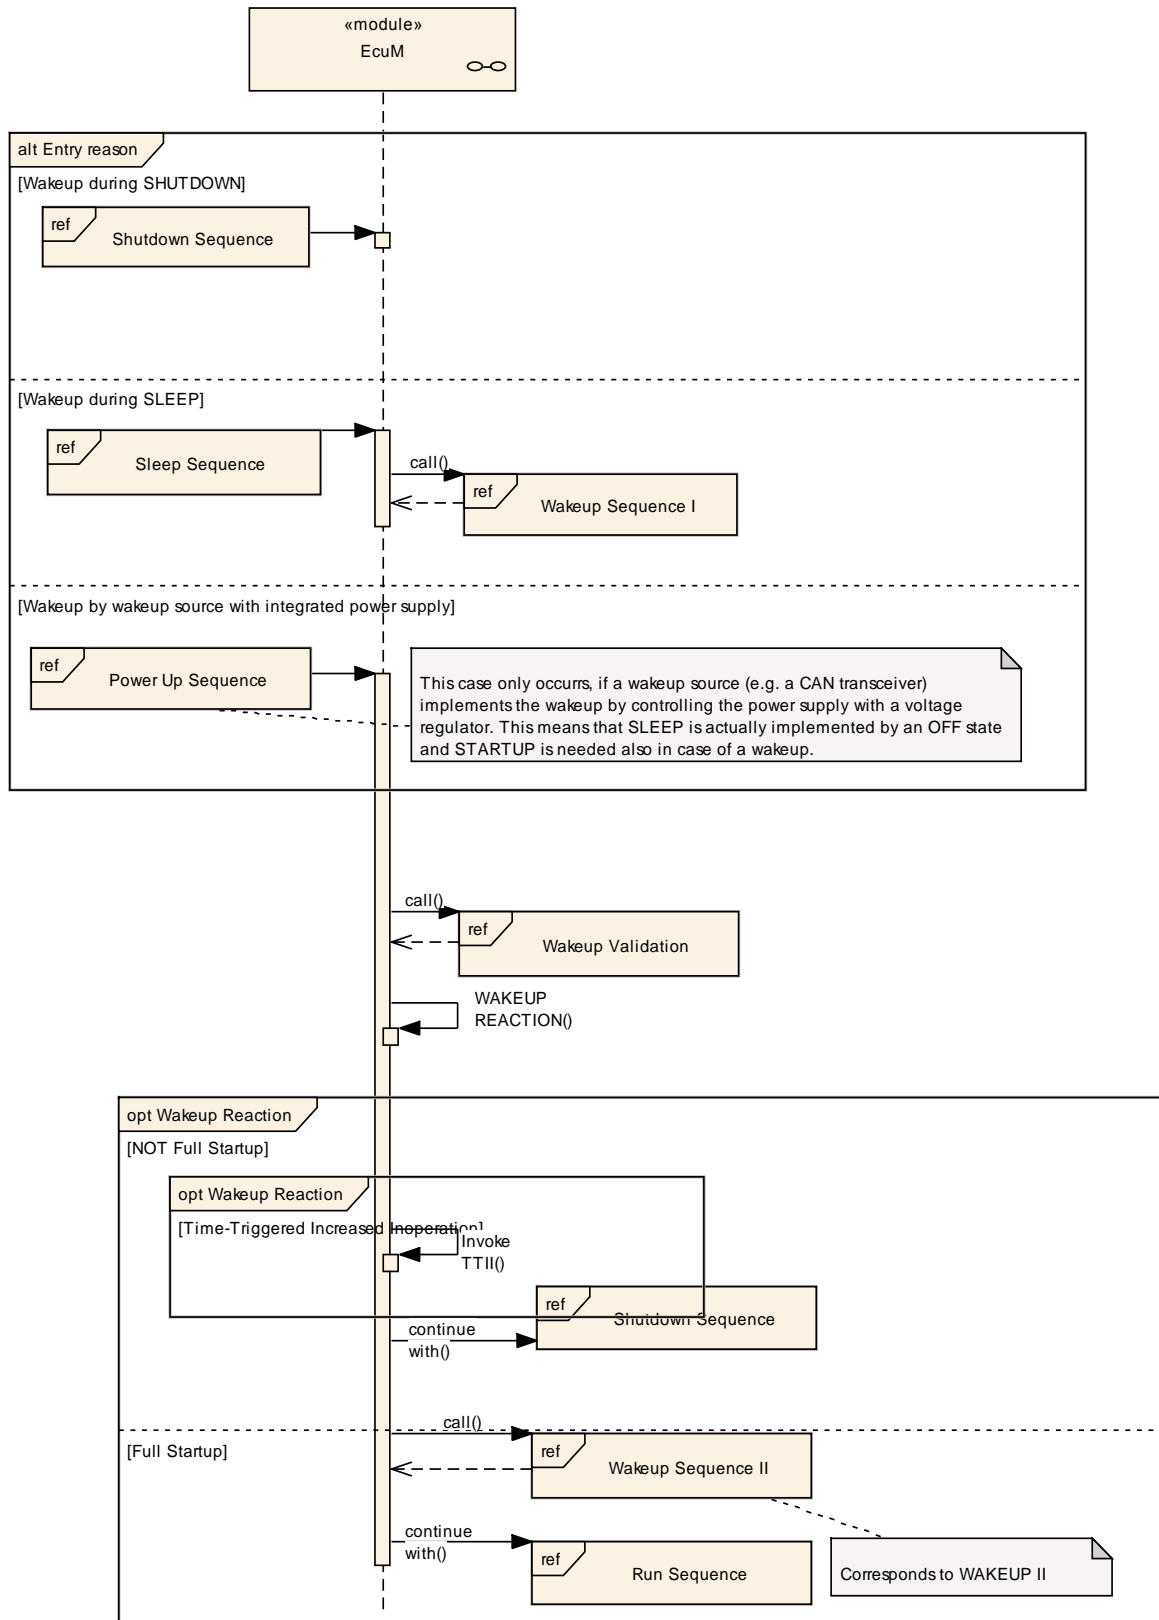 «module»
EcuM
alt Entry reason
[Wakeup during SHUTDOWN]
ref
Shutdown Sequence
[Wakeup during SLEEP]
ref
Sleep Sequence
call()
ref
Wakeup Sequence I
[Wakeup by wakeup source with integrated power supply]
ref
Power Up Sequence
This case only occurrs, if a wakeup source (e.g. a CAN transceiver)
implements the wakeup by controlling the power supply with a voltage
regulator. This means that SLEEP is actually implemented by an OFF state
and STARTUP is needed also in case of a wakeup.
call()
ref
Wakeup Validation
WAKEUP
REACTION()
opt Wakeup Reaction
[NOT Full Startup]
opt Wakeup Reaction
[Time-Triggered Increased Inoperation]
Invoke
TTII()
ref
Shutdown Sequence
continue
with()
call()
[Full Startup]
ref
Wakeup Sequence II
continue
with()
ref
Run Sequence
Corresponds to WAKEUP II